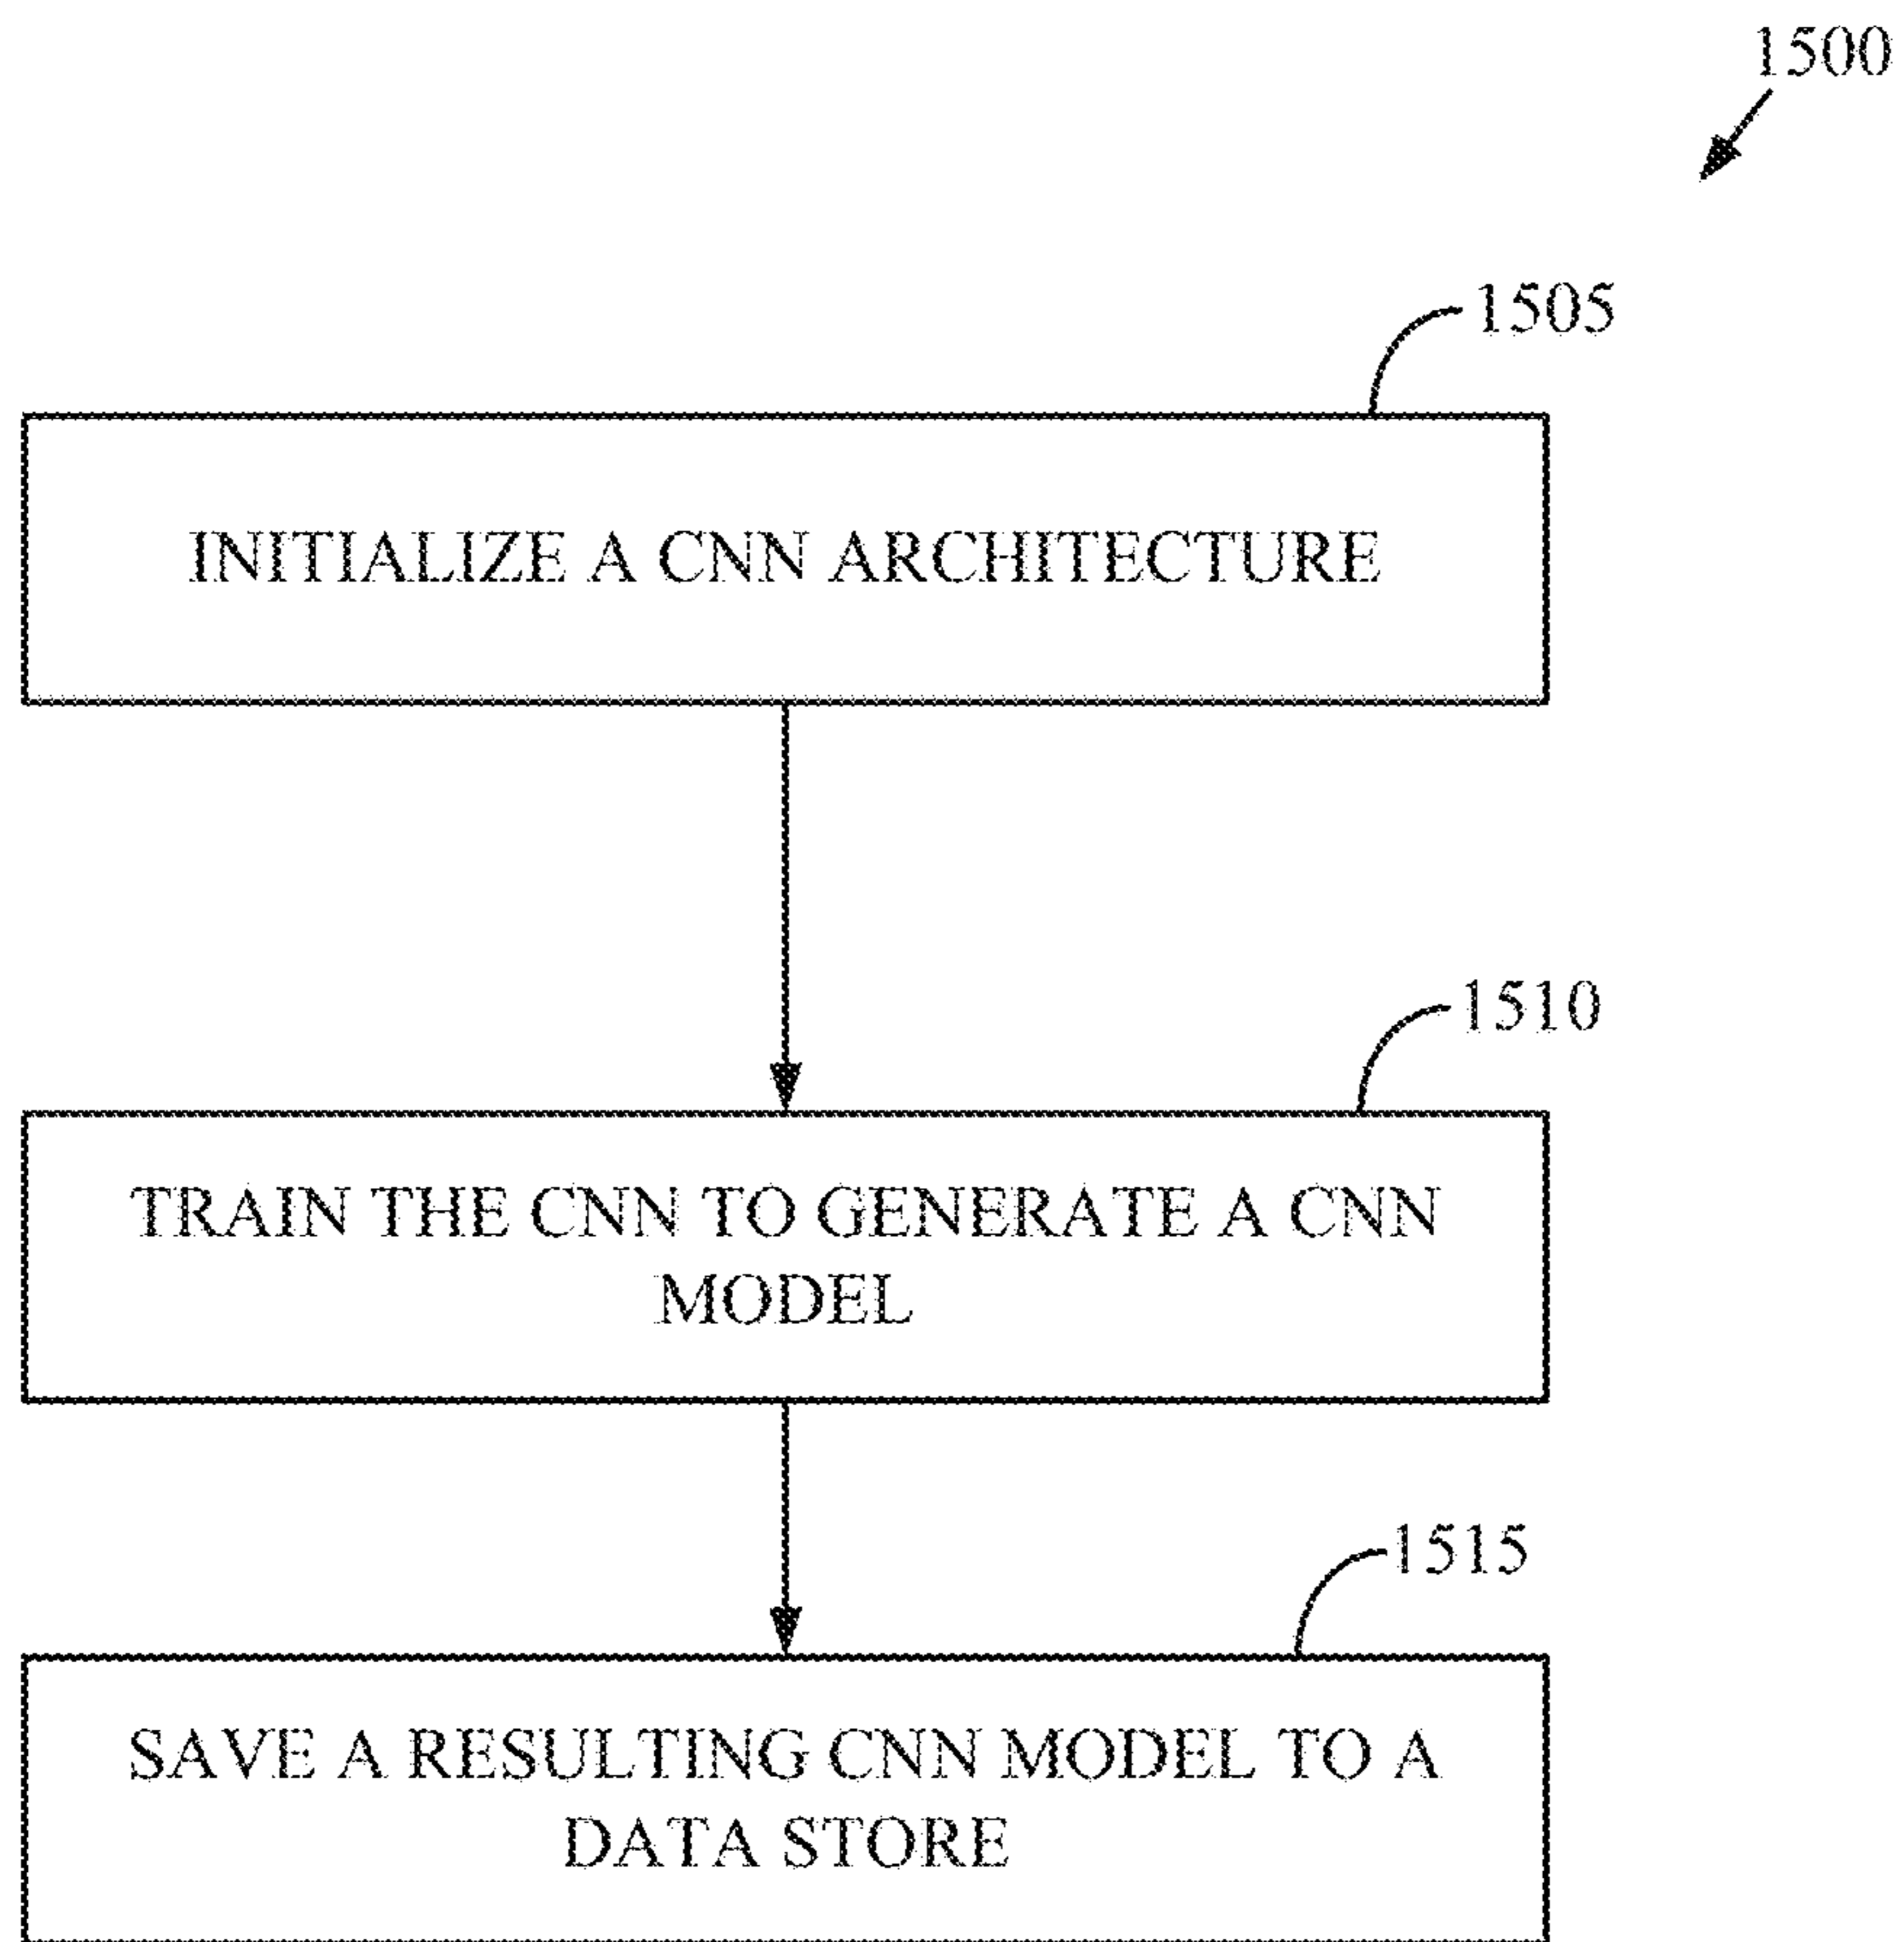 1500
1505
INITIALIZE A CNN ARCHITECTURE
1510
TRAIN THE CNN TO GENERATE A CNN
MODEL
1515
SAVE A RESULTING CNN MODEL TO A
DATA STORE